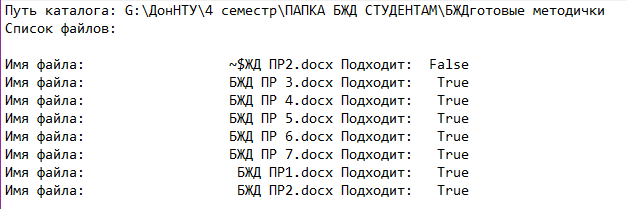 Путь каталога: G:\ДонНТУ\4 семестр\ПАПКА БЖД СТУДЕНТАМ\БЖДготовые методички
Список файлов:
Имя файла: ~$ЖД ПР2.docx Подходит: False
Имя файла: БЖД ПР 3.docx Подходит: True
Имя файла: БЖД ПР 4.docx Подходит: True
Имя файла: БЖД ПР 5.docx Подходит: True
Имя файла: БЖД ПР 6.docx Подходит: True
Имя файла: БЖД ПР 7.docx Подходит: True
Имя файла: БЖД ПР1.docx Подходит: True
Имя файла: БЖД ПР2.docx Подходит: True